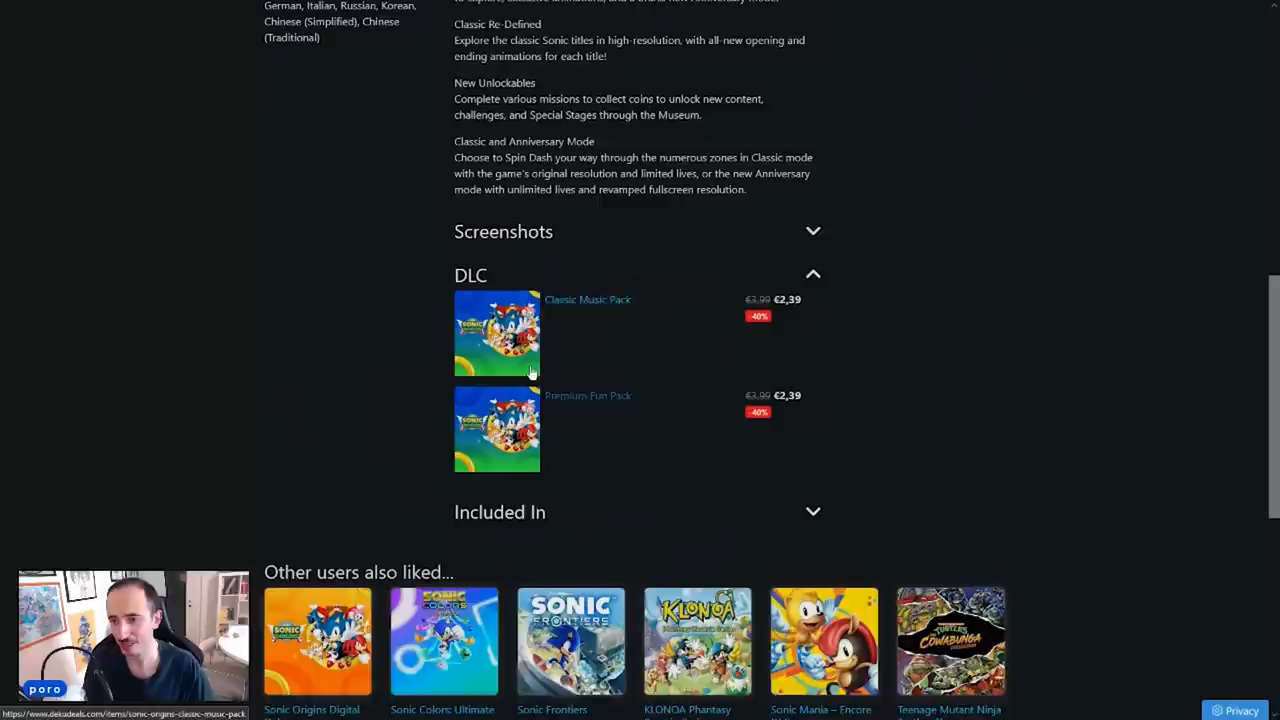 German, Italian, Russian, Korean,
Chinese (Simplified), Chinese
(Traditional)
Classic Re-Defined
Explore the classic Sonic titles in high-resolution, with all-new opening and
ending animations for each title!
New Unlockables
Complete various missions to collect coins to unlock new content,
challenges, and Special Stages through the Museum.
Classic and Anniversary Mode
Choose to Spin Dash your way through the numerous zones in Classic mode
with the game's original resolution and limited lives, or the new Anniversary
mode with unlimited lives and revamped fullscreen resolution.
Screenshots
DLC
Classic Music Pack
€3,99 €2,39
-40%
Premium Fun Pack
€3,99 €2,39
-40%
Included In
Other users also liked...
SONIC
SONIC COLORS
SONIC
FRONTIERS
KLONOA
COWABUNGA
poro
Sonic Origins Digital
Sonic Colors: Ultimate
Sonic Frontiers
KLONOA Phantasy
Sonic Mania – Encore
Teenage Mutant Ninja
https://www.dekudeals.com/items/sonic-origins-classic-music-pack
Privacy